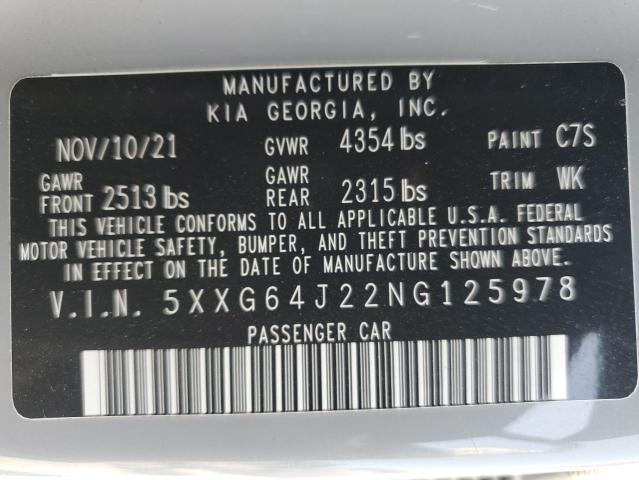 MANUFACTURED BY
KIA GEORGIA, INC.
NOV/10/21 GVWR 4354 lbs PAINT C7S
GAWR FRONT 2513 lbs GAWR REAR 2315 lbs TRIM WK
THIS VEHICLE CONFORMS TO ALL APPLICABLE U.S.A. FEDERAL
MOTOR VEHICLE SAFETY, BUMPER, AND THEFT PREVENTION STANDARDS
IN EFFECT ON THE DATE OF MANUFACTURE SHOWN ABOVE.
V.I.N. 5XXG64J22NG125978
PASSENGER CAR